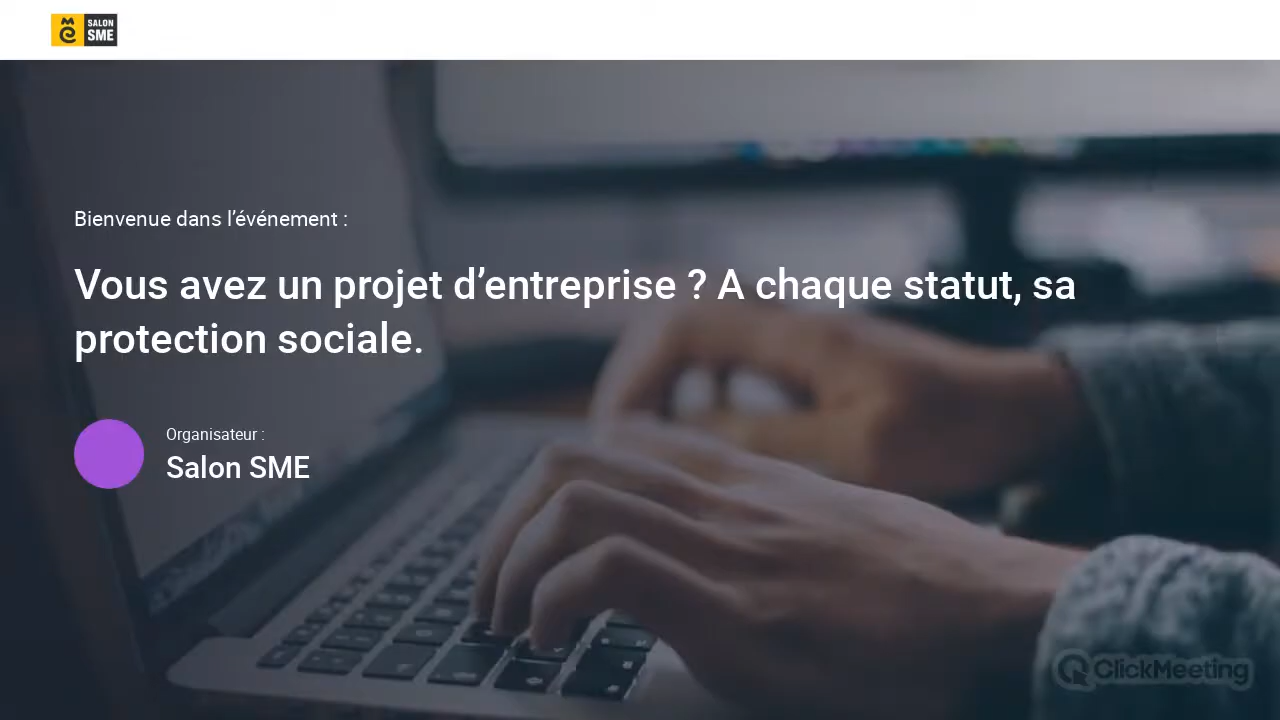 SALON
SME
Bienvenue dans l’événement :
Vous avez un projet d’entreprise ? A chaque statut, sa
protection sociale.
Organisateur :
Salon SME
ClickMeeting